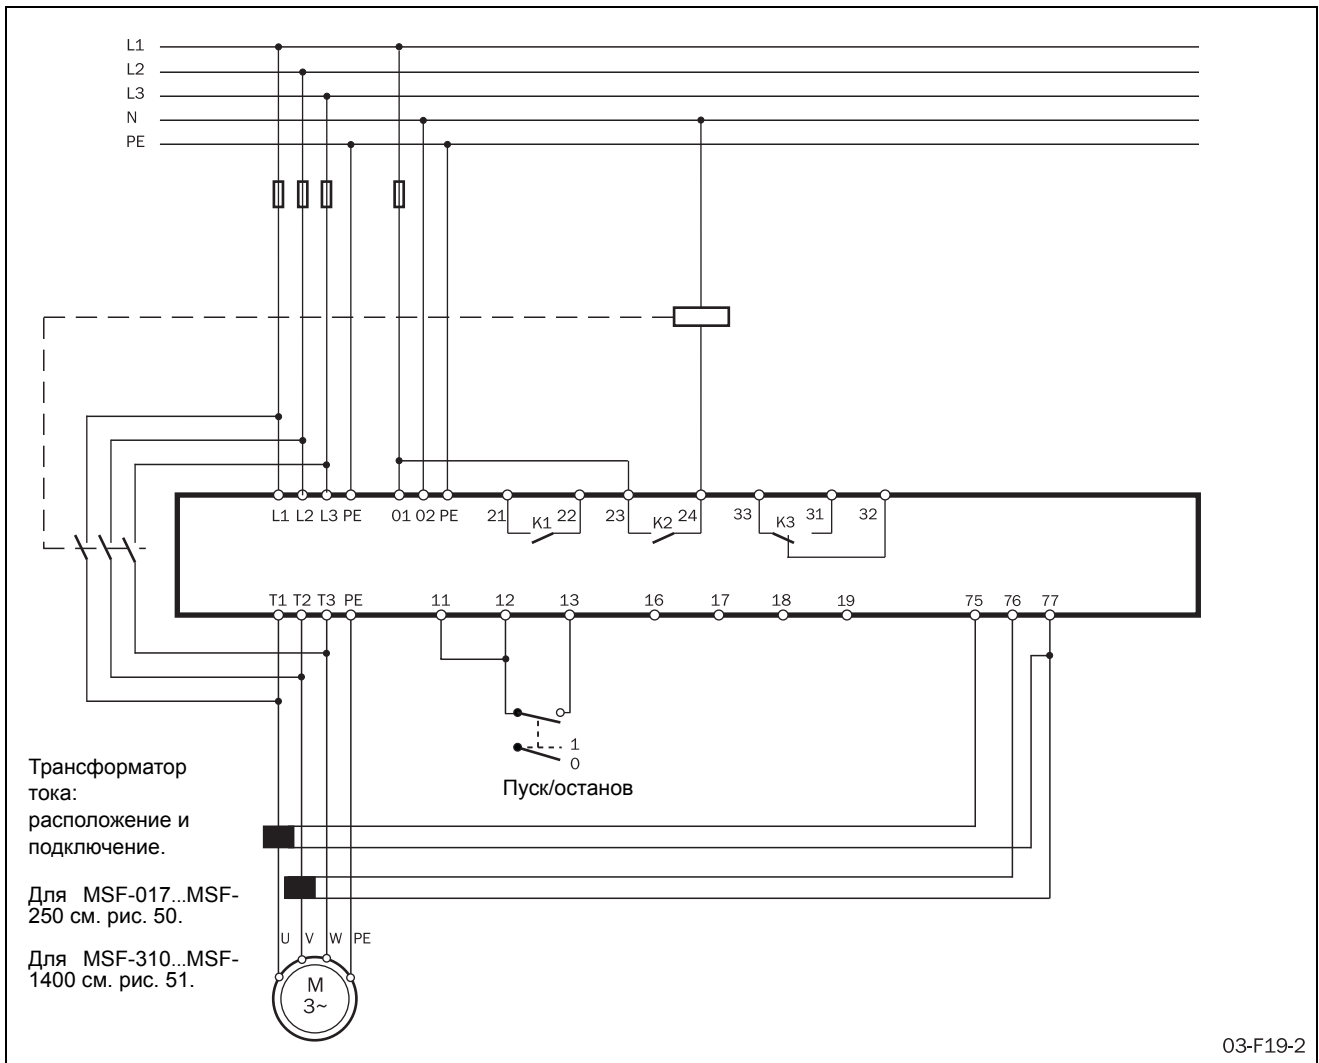 L1
L2
L3
N
PE
L1 L2 L3 PE 01 02 PE 21 K1 22 23 K2 24 33 K3 31 32
T1 T2 T3 PE 11 12 13 16 17 18 19 75 76 77
1
0
Пуск/останов
Трансформатор
тока:
расположение и
подключение.
Для MSF-017...MSF-
250 см. рис. 50.
Для MSF-310...MSF-
1400 см. рис. 51.
U V W PE
M
3~
03-F19-2